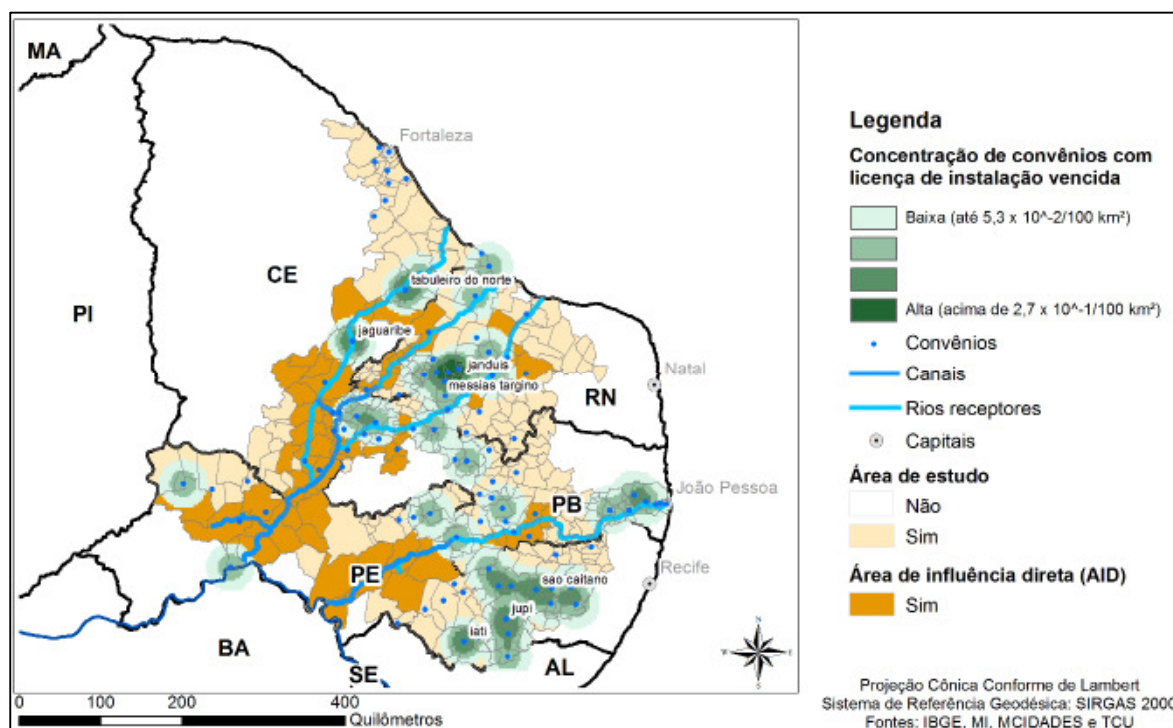 MA
Fortaleza
CE
PI
tabuleiro do norte
jaguaribe
janduis
messias targino
Natal
RN
João Pessoa
PB
PE
sao caitano
Recife
jupi
iati
BA
SE
AL
N
W
E
S
0 100 200 400
Quilômetros
Legenda
Concentração de convênios com
licença de instalação vencida
Baixa (até 5,3 x 10^-2/100 km²)
Alta (acima de 2,7 x 10^-1/100 km²)
Convênios
Canais
Rios receptores
Capitais
Área de estudo
Não
Sim
Área de influência direta (AID)
Sim
Projeção Cônica Conforme de Lambert
Sistema de Referência Geodésica: SIRGAS 2000
Fontes: IBGE, MI, MCIDADES e TCU